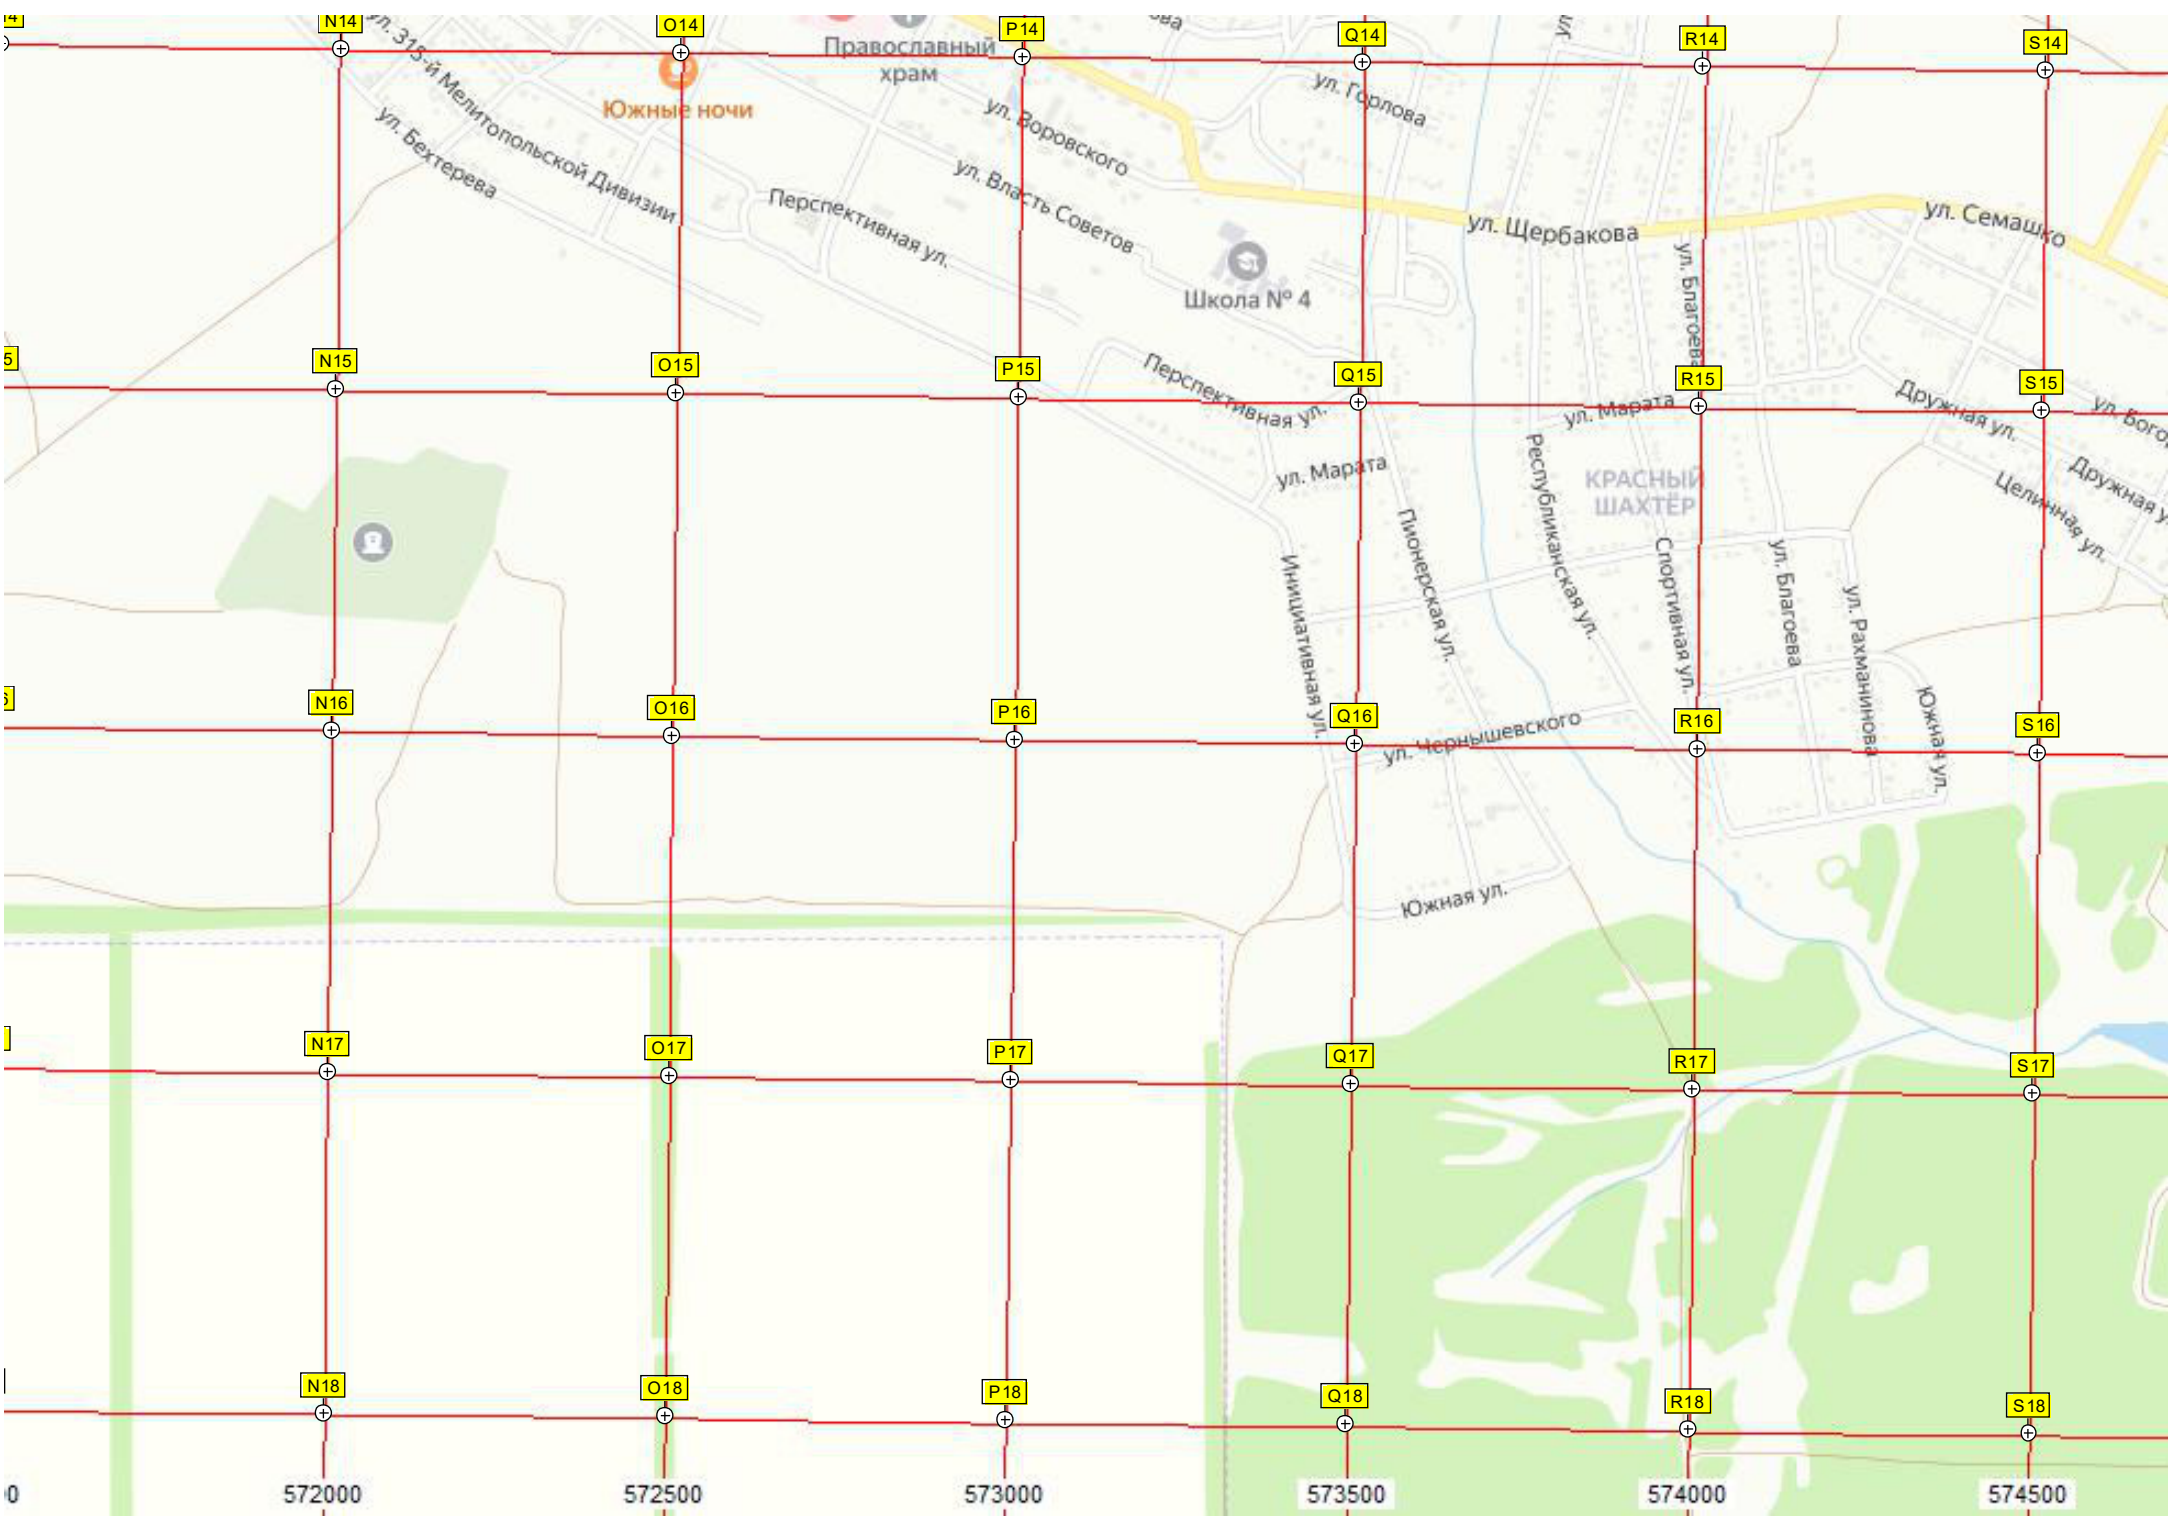 N14
O14
P14
Q14
R14
S14
ул. 315-й Мелитопольской Дивизии
Православный
храм
Южные ночи
ул. Горлова
ул. Воровского
ул. Бехтерева
ул. Власть Советов
Перспективная ул.
ул. Щербакова
ул. Семашко
Школа № 4
ул. Благоева
N15
O15
P15
Q15
R15
S15
Перспективная ул.
ул. Марата
Дружная ул.
ул. Марата
КРАСНЫЙ
ШАХТЁР
Дружная
Целинная ул.
Республиканская ул.
Пионерская ул.
Инициативная ул.
Спортивная ул.
ул. Благоева
ул. Рахманинова
Южная ул.
N16
O16
P16
Q16
R16
S16
ул. Чернышевского
Южная ул.
N17
O17
P17
Q17
R17
S17
N18
O18
P18
Q18
R18
S18
572000
572500
573000
573500
574000
574500